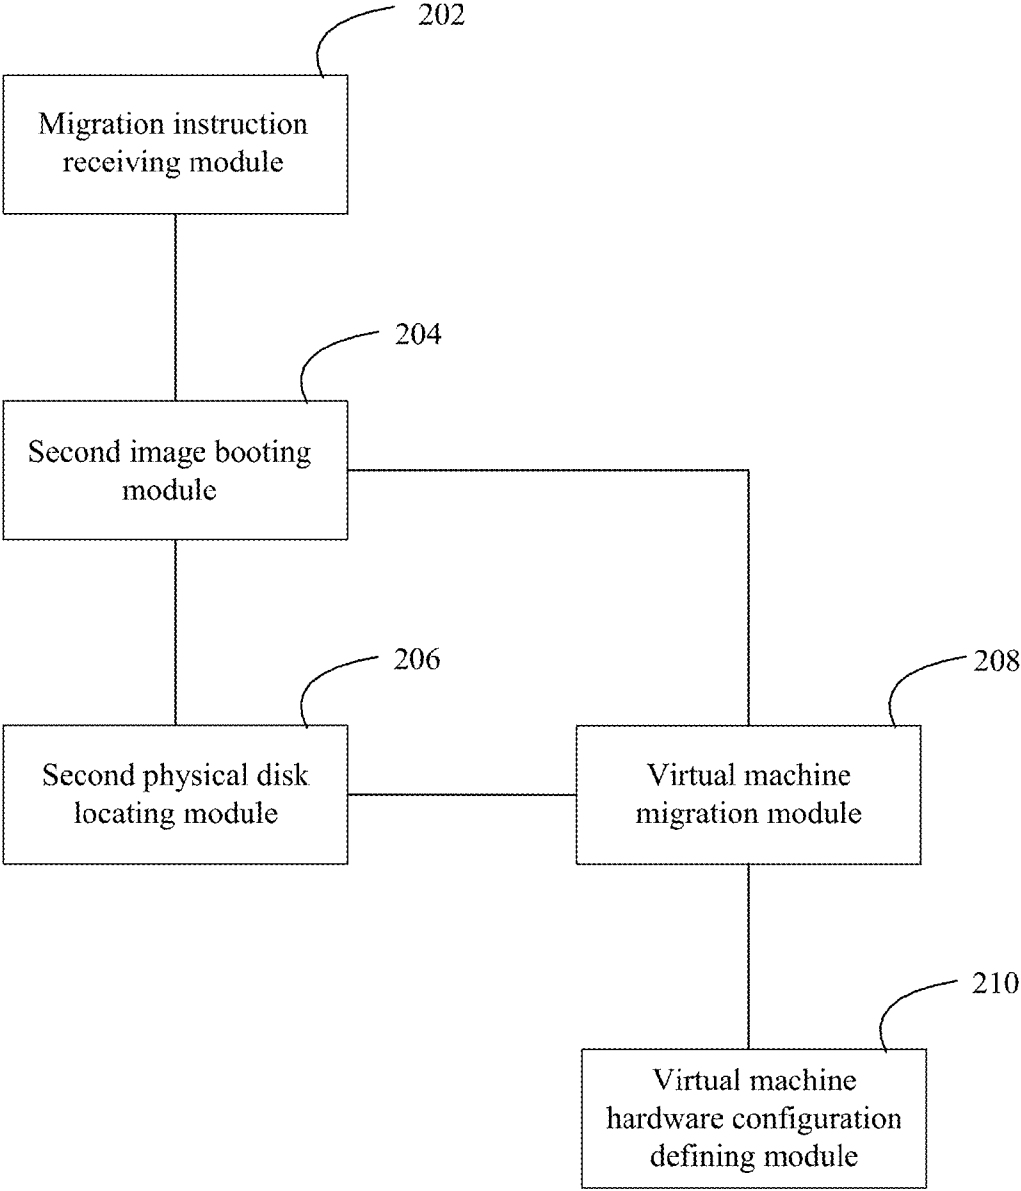 202
Migration instruction
receiving module
204
Second image booting
module
206
Second physical disk
locating module
208
Virtual machine
migration module
210
Virtual machine
hardware configuration
defining module